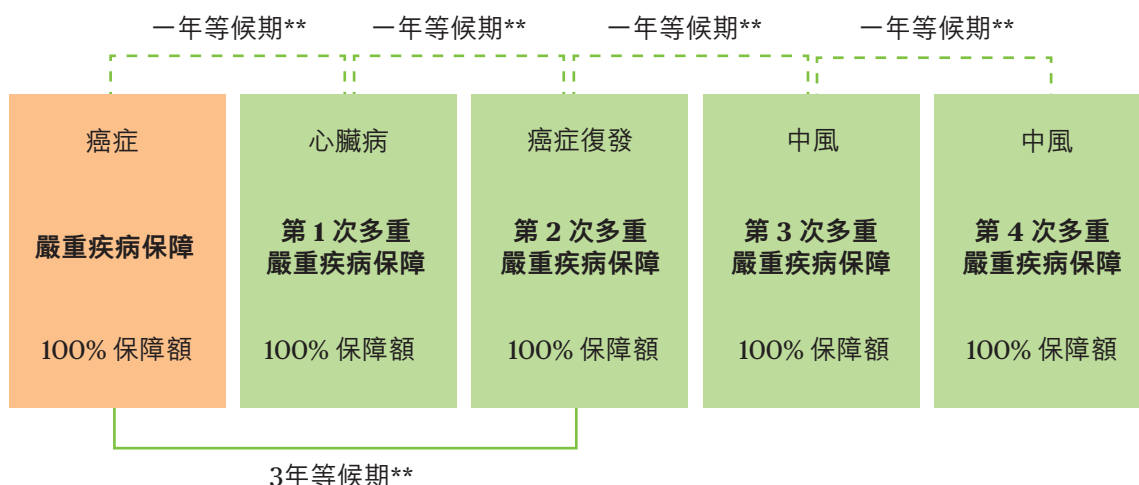 一年等候期**
一年等候期**
一年等候期**
一年等候期**
癌症
嚴重疾病保障
100% 保障額
心臟病
第 1 次多重
嚴重疾病保障
100% 保障額
癌症復發
第 2 次多重
嚴重疾病保障
100% 保障額
中風
第 3 次多重
嚴重疾病保障
100% 保障額
中風
第 4 次多重
嚴重疾病保障
100% 保障額
3年等候期**